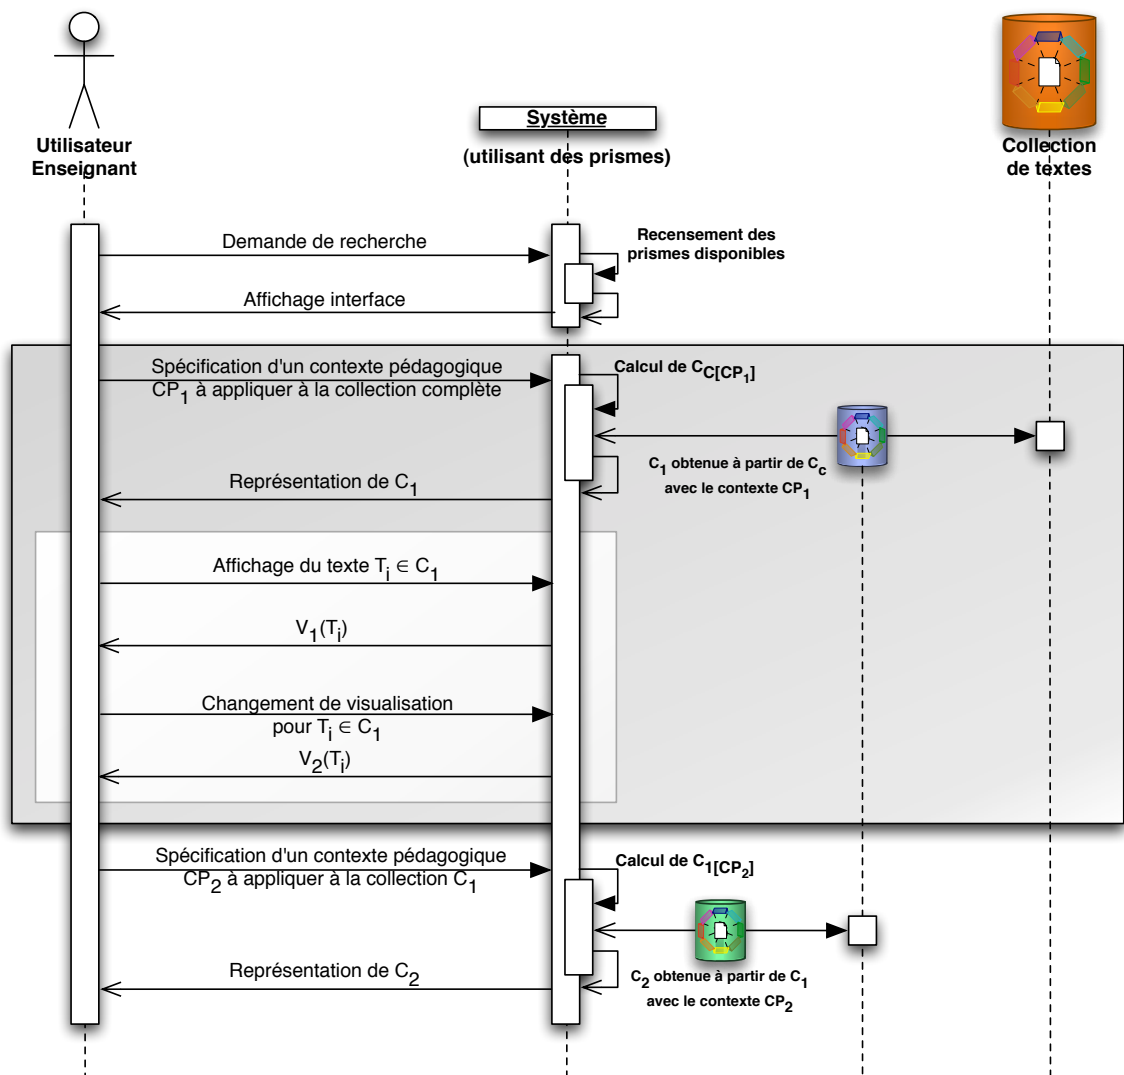 Utilisateur
Enseignant
Système
(utilisant des prismes)
Collection
de textes
Demande de recherche
Recensement des
prismes disponibles
Affichage interface
Spécification d'un contexte pédagogique
CP1 à appliquer à la collection complète
Calcul de CC[CP1]
C1 obtenue à partir de Cc
avec le contexte CP1
Représentation de C1
Affichage du texte Ti ∈ C1
V1(Ti)
Changement de visualisation
pour Ti ∈ C1
V2(Ti)
Spécification d'un contexte pédagogique
CP2 à appliquer à la collection C1
Calcul de C1[CP2]
Représentation de C2
C2 obtenue à partir de C1
avec le contexte CP2